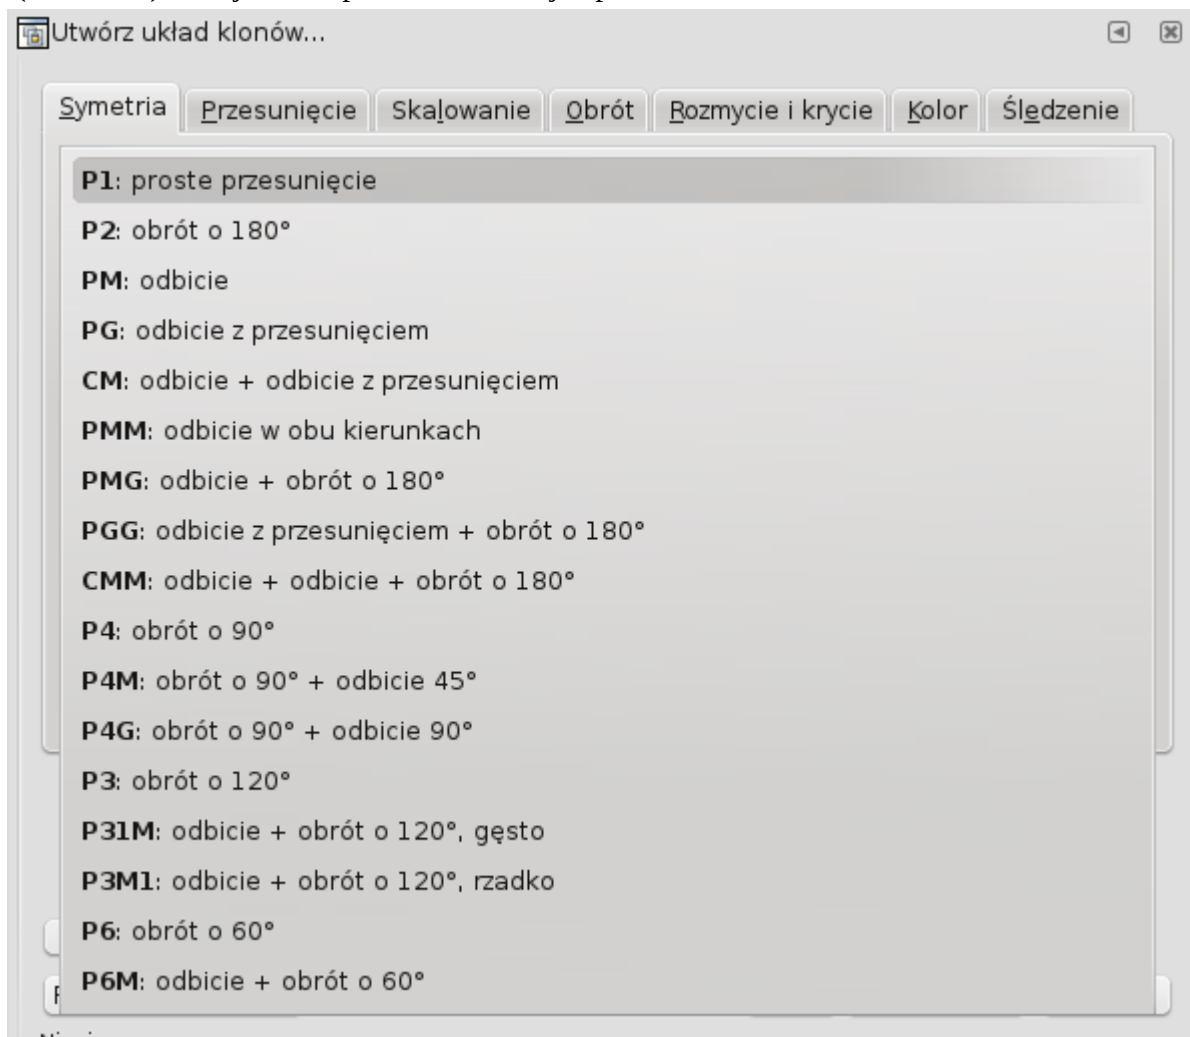 Utwórz układ klonów...
Symetria Przesunięcie Skalowanie Obrót Rozmycie i krycie Kolor Śledzenie
P1: proste przesunięcie
P2: obrót o 180°
PM: odbicie
PG: odbicie z przesunięciem
CM: odbicie + odbicie z przesunięciem
PMM: odbicie w obu kierunkach
PMG: odbicie + obrót o 180°
PGG: odbicie z przesunięciem + obrót o 180°
CMM: odbicie + odbicie + obrót o 180°
P4: obrót o 90°
P4M: obrót o 90° + odbicie 45°
P4G: obrót o 90° + odbicie 90°
P3: obrót o 120°
P31M: odbicie + obrót o 120°, gęsto
P3M1: odbicie + obrót o 120°, rzadko
P6: obrót o 60°
P6M: odbicie + obrót o 60°